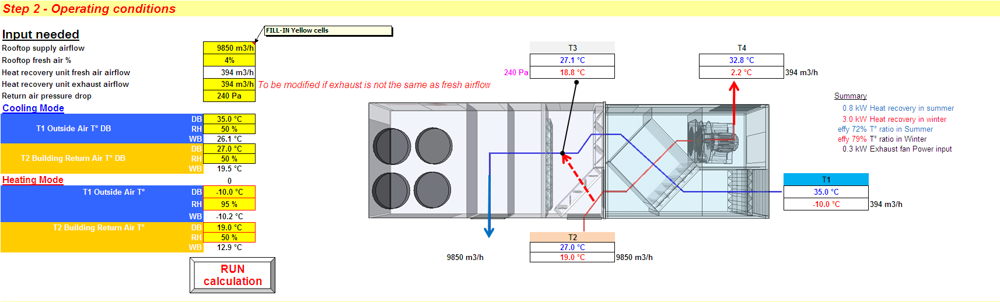 Step 2 - Operating conditions
FILL-IN Yellow cells
Input needed
Rooftop supply airflow 9850 m3/h
Rooftop fresh air % 4%
Heat recovery unit fresh air airflow 394 m3/h
Heat recovery unit exhaust airflow 394 m3/h To be modified if exhaust is not the same as fresh airflow
Return air pressure drop 240 Pa
Cooling Mode
T1 Outside Air T° DB
DB 35.0 °C
RH 50 %
WB 26.1 °C
T2 Building Return Air T° DB
DB 27.0 °C
RH 50 %
WB 19.5 °C
Heating Mode 0
T1 Outside Air T° DB -10.0 °C
RH 95 %
WB -10.2 °C
T2 Building Return Air T° DB 19.0 °C
RH 50 %
WB 12.9 °C
RUN
calculation
T3
27.1 °C
240 Pa 18.8 °C
T4
32.8 °C
2.2 °C 394 m3/h
Summary
0.8 kW Heat recovery in summer
3.0 kW Heat recovery in winter
effy 72% T° ratio in Summer
effy 79% T° ratio in Winter
0.3 kW Exhaust fan Power input
T1
35.0 °C
-10.0 °C 394 m3/h
T2
27.0 °C
9850 m3/h 19.0 °C 9850 m3/h